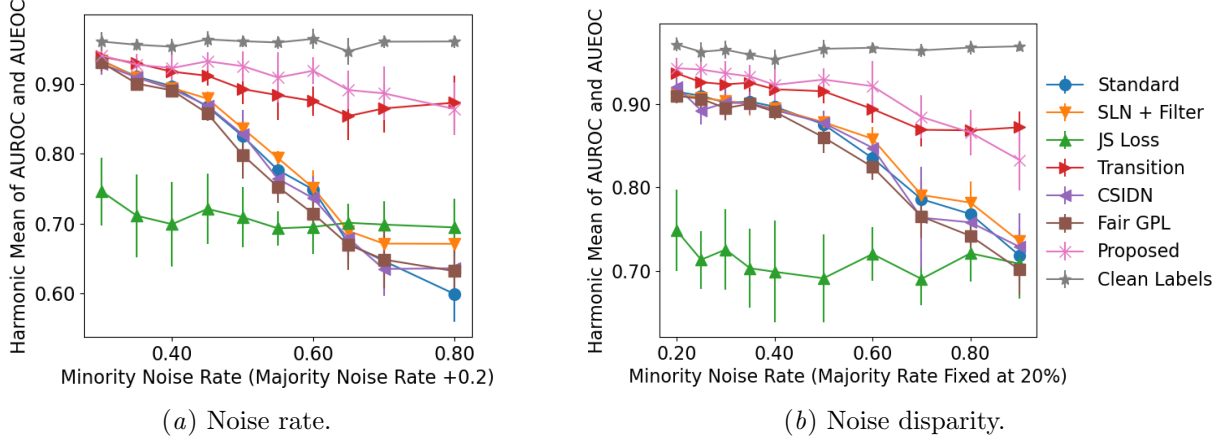 Harmonic Mean of AUROC and AUEOC
0.90
0.80
0.70
0.60
0.40
0.60
0.80
Minority Noise Rate (Majority Noise Rate +0.2)
(a) Noise rate.
Harmonic Mean of AUROC and AUEOC
0.90
0.80
0.70
0.20
0.40
0.60
0.80
Minority Noise Rate (Majority Rate Fixed at 20%)
(b) Noise disparity.
Standard
SLN + Filter
JS Loss
Transition
CSIDN
Fair GPL
Proposed
Clean Labels